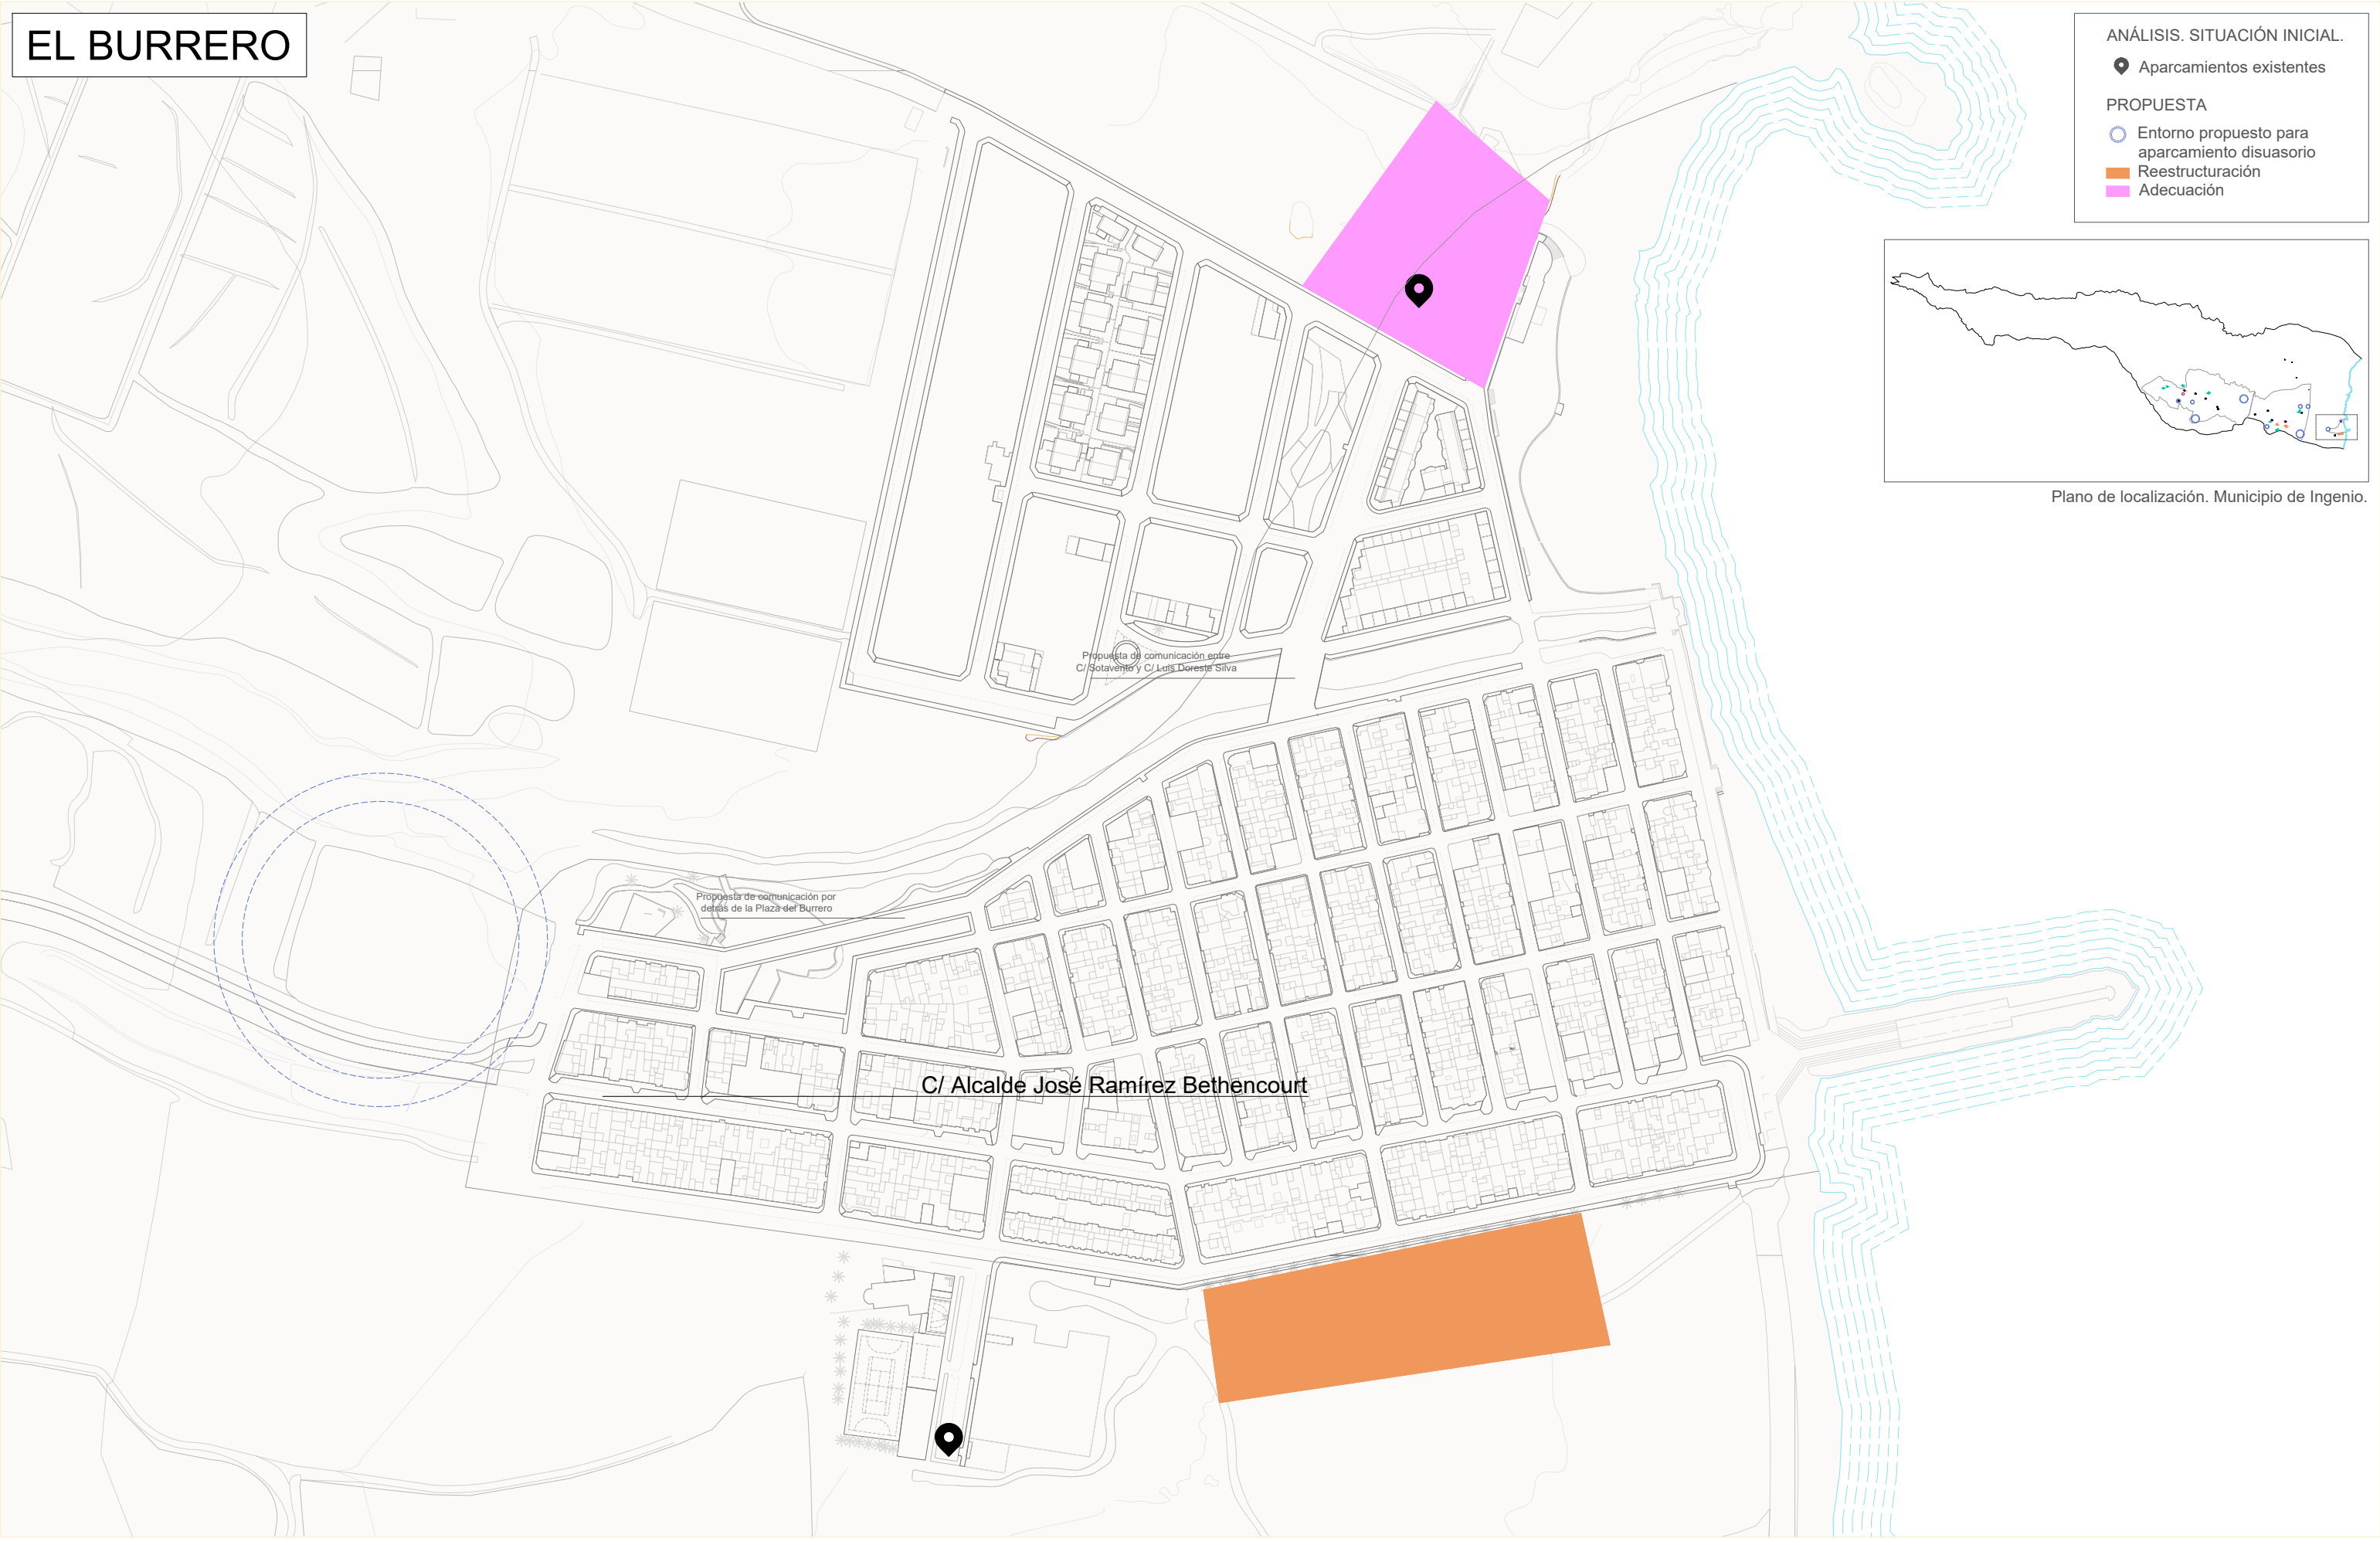 EL BURRERO
ANÁLISIS. SITUACIÓN INICIAL.
Aparcamientos existentes
PROPUESTA
Entorno propuesto para
aparcamiento disuasorio
Reestructuración
Adecuación
Plano de localización. Municipio de Ingenio.
Propuesta de comunicación entre
C/ Sotavento y C/ Luis Doreste Silva
Propuesta de comunicación por
detrás de la Plaza del Burrero
C/ Alcalde José Ramírez Bethencourt